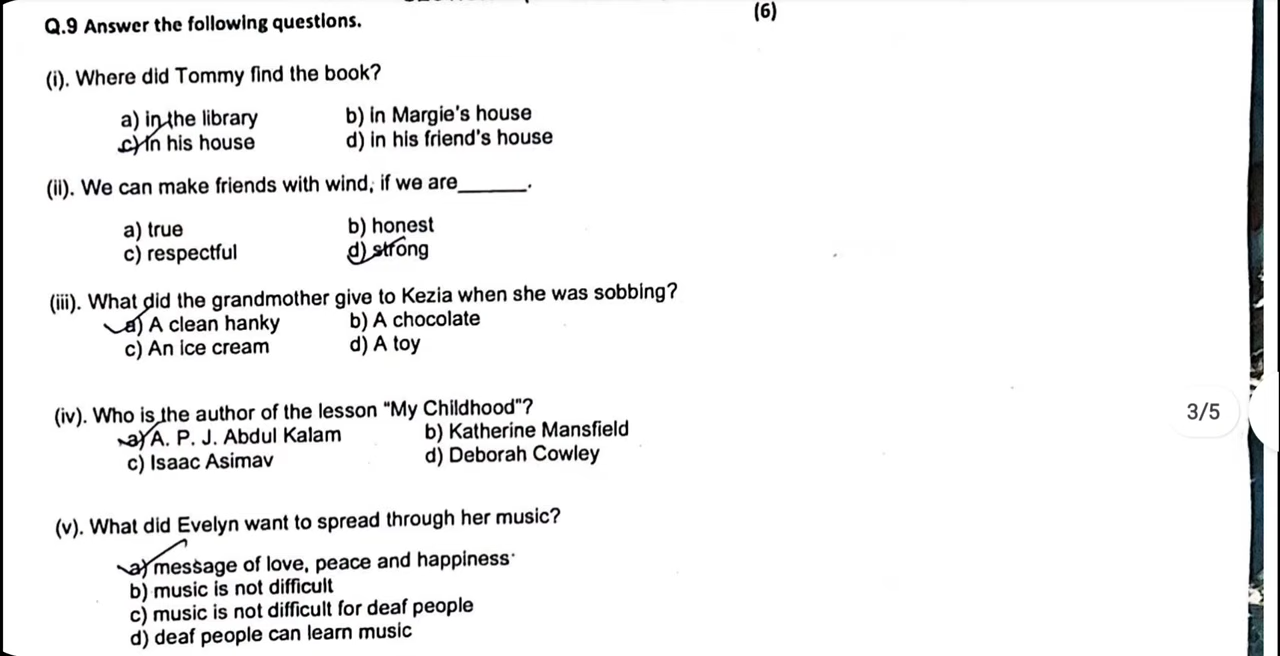 Q.9 Answer the following questions. (6)
(i). Where did Tommy find the book?
a) in the library b) in Margie's house
c) in his house d) in his friend's house
(ii). We can make friends with wind, if we are______.
a) true b) honest
c) respectful d) strong
(iii). What did the grandmother give to Kezia when she was sobbing?
a) A clean hanky b) A chocolate
c) An ice cream d) A toy
(iv). Who is the author of the lesson “My Childhood”?
a) A. P. J. Abdul Kalam b) Katherine Mansfield
c) Isaac Asimav d) Deborah Cowley
3/5
(v). What did Evelyn want to spread through her music?
a) message of love, peace and happiness
b) music is not difficult
c) music is not difficult for deaf people
d) deaf people can learn music